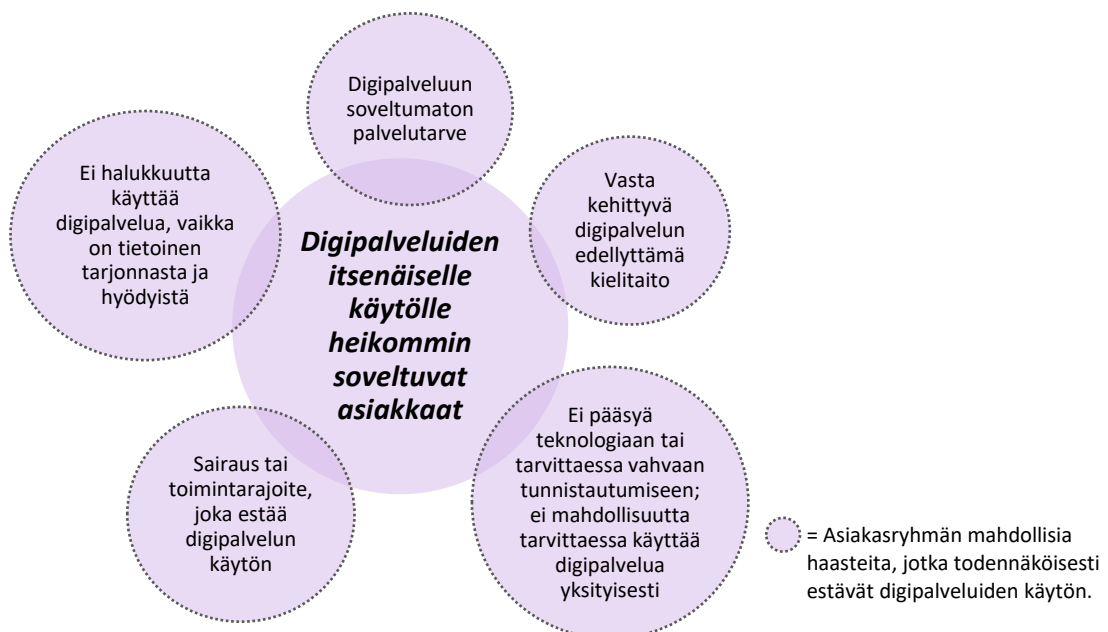 Digipalveluun
soveltumaton
palvelutarve
Ei halukkuutta
käyttää
digipalvelua, vaikka
on tietoinen
tarjonnasta ja
hyödyistä
Vasta
kehittyvä
digipalvelun
edellyttämä
kielitaito
Digipalveluiden
itsenäiselle
käytölle
heikommin
soveltuvat
asiakkaat
Sairaus tai
toimintarajoite,
joka estää
digipalvelun
käytön
Ei pääsyä
teknologiaan tai
tarvittaessa vahvaan
tunnistautumiseen;
ei mahdollisuutta
tarvittaessa käyttää
digipalvelua
yksityisesti
= Asiakasryhmän mahdollisia
haasteita, jotka todennäköisesti
estävät digipalveluiden käytön.